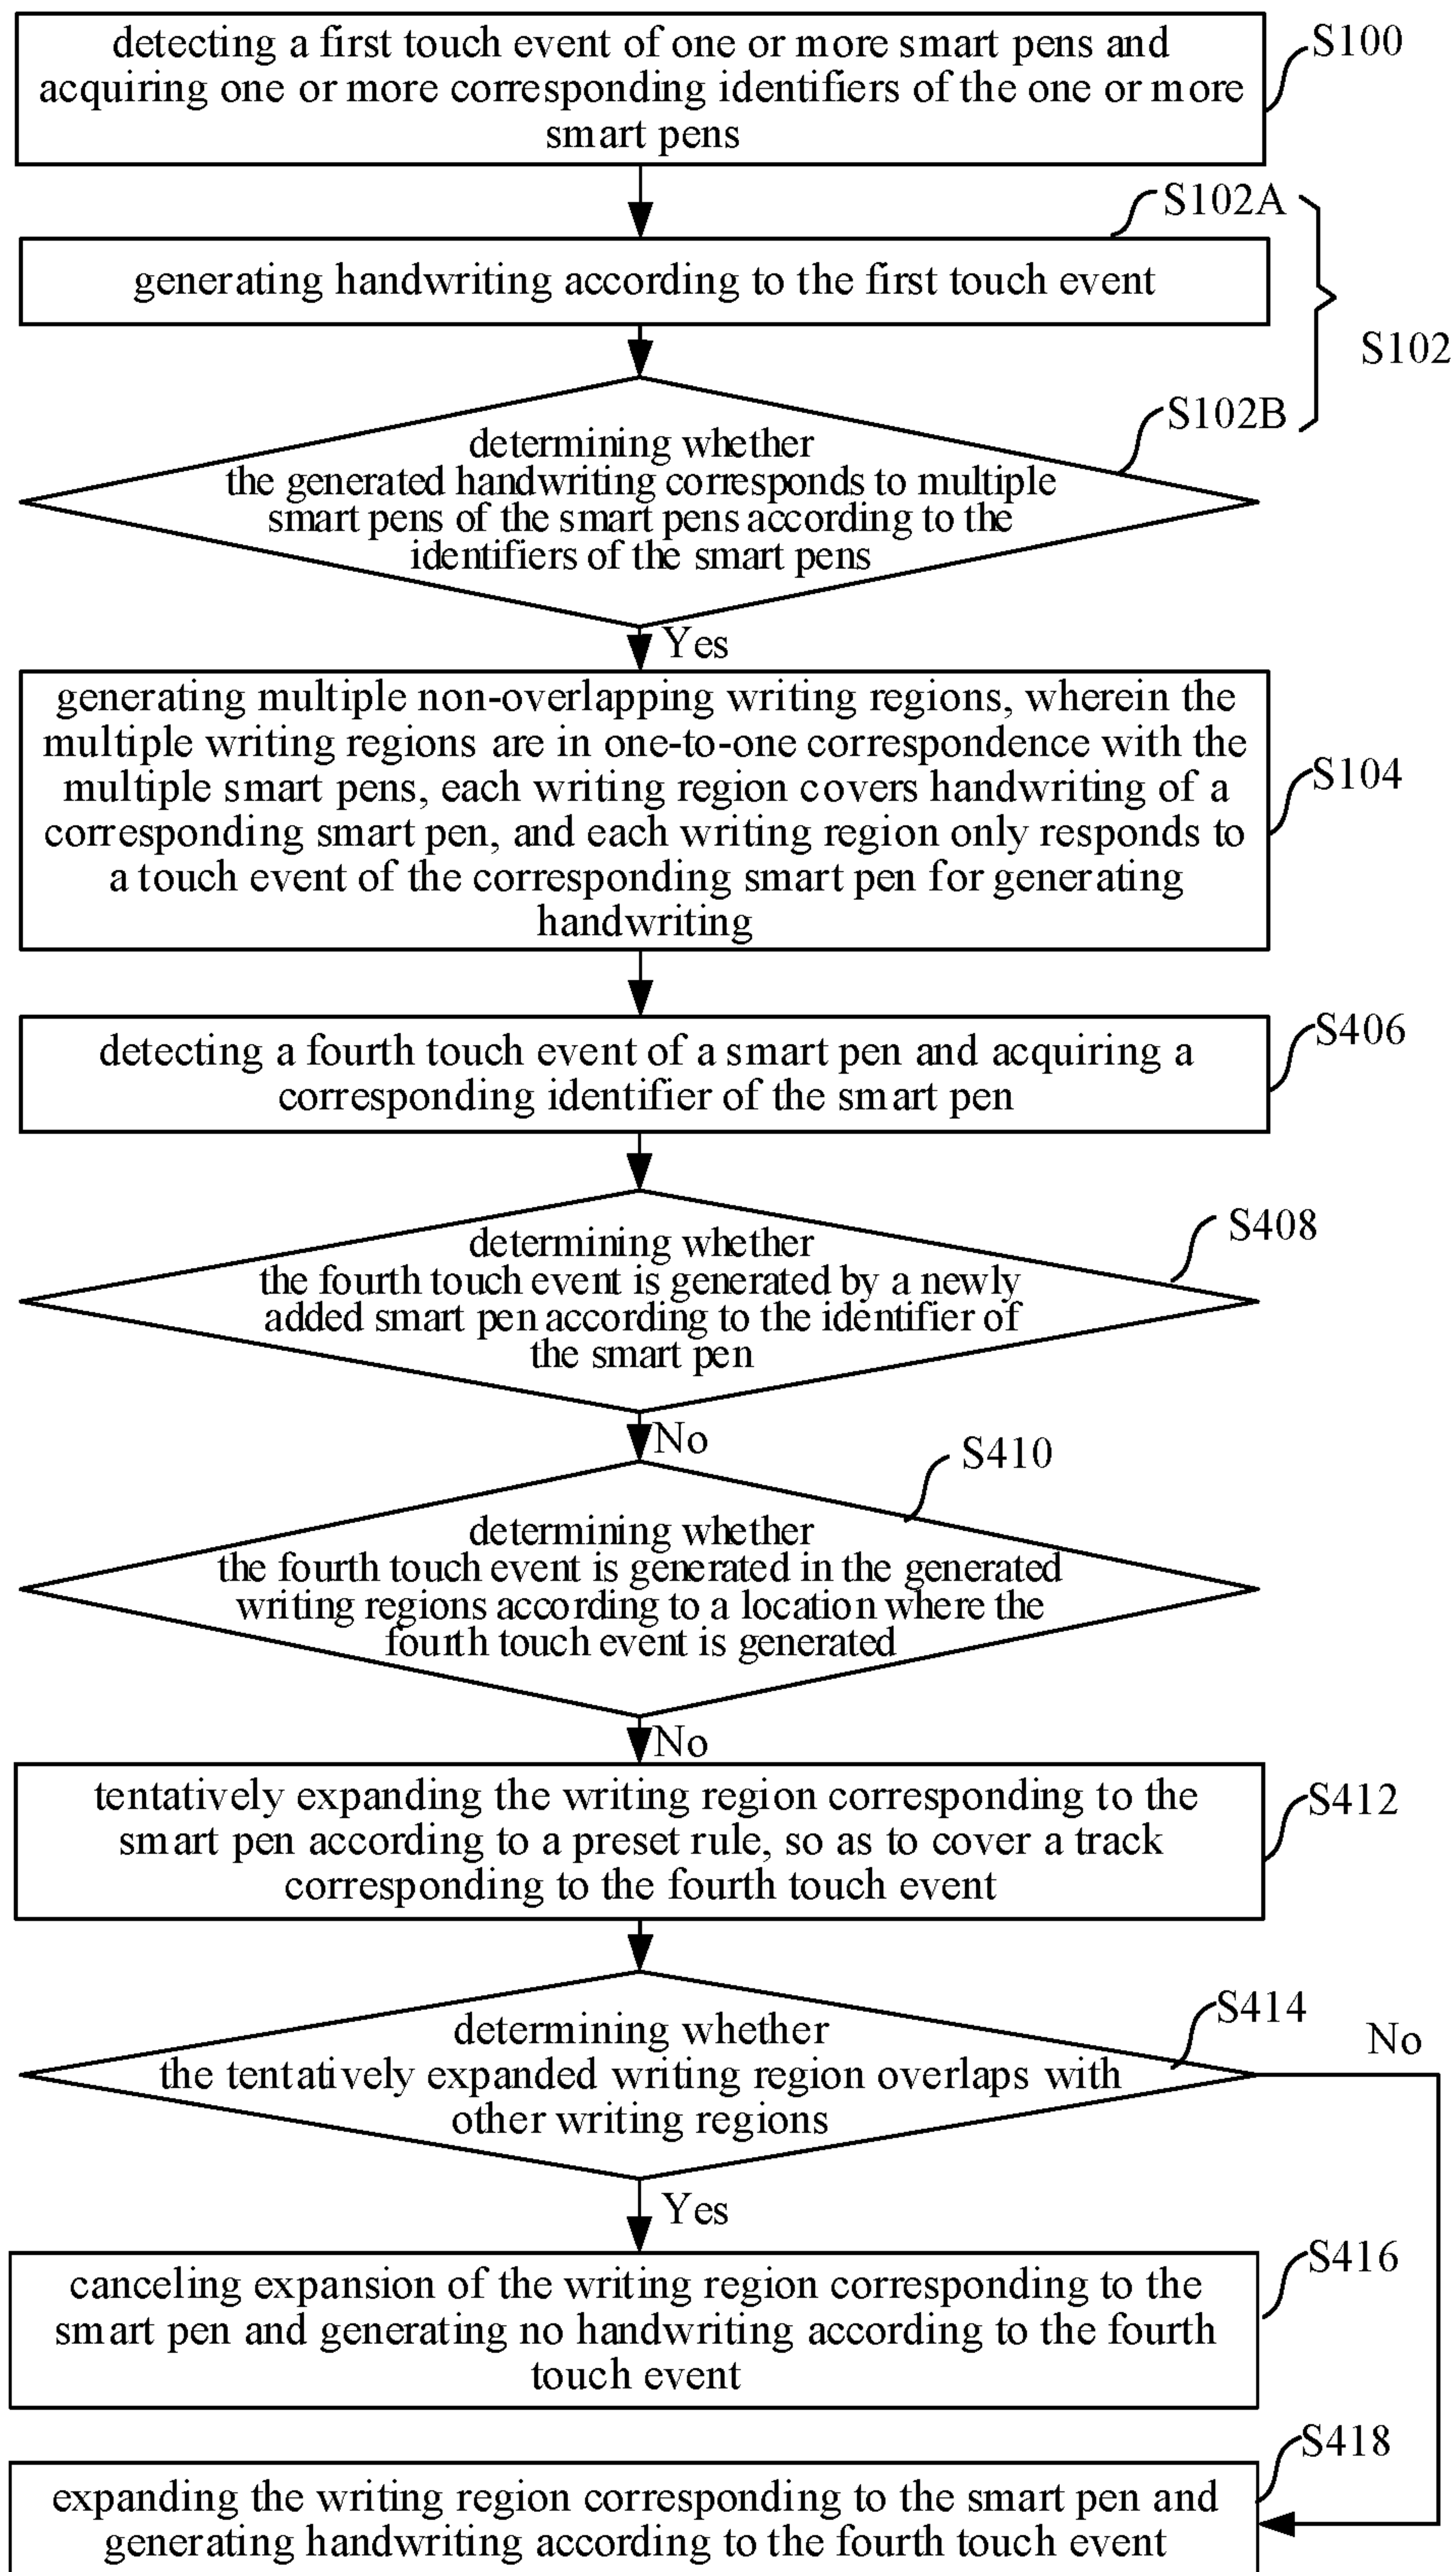 detecting a first touch event of one or more smart pens and
acquiring one or more corresponding identifiers of the one or more
smart pens
S100
S102A
generating handwriting according to the first touch event
S102
S102B
determining whether
the generated handwriting corresponds to multiple
smart pens of the smart pens according to the
identifiers of the smart pens
Yes
generating multiple non-overlapping writing regions, wherein the
multiple writing regions are in one-to-one correspondence with the
multiple smart pens, each writing region covers handwriting of a
corresponding smart pen, and each writing region only responds to
a touch event of the corresponding smart pen for generating
handwriting
S104
detecting a fourth touch event of a smart pen and acquiring a
corresponding identifier of the smart pen
S406
determining whether
the fourth touch event is generated by a newly
added smart pen according to the identifier of
the smart pen
S408
No
S410
determining whether
the fourth touch event is generated in the generated
writing regions according to a location where the
fourth touch event is generated
No
tentatively expanding the writing region corresponding to the
smart pen according to a preset rule, so as to cover a track
corresponding to the fourth touch event
S412
determining whether
the tentatively expanded writing region overlaps with
other writing regions
S414
No
Yes
canceling expansion of the writing region corresponding to the
smart pen and generating no handwriting according to the fourth
touch event
S416
S418
expanding the writing region corresponding to the smart pen and
generating handwriting according to the fourth touch event